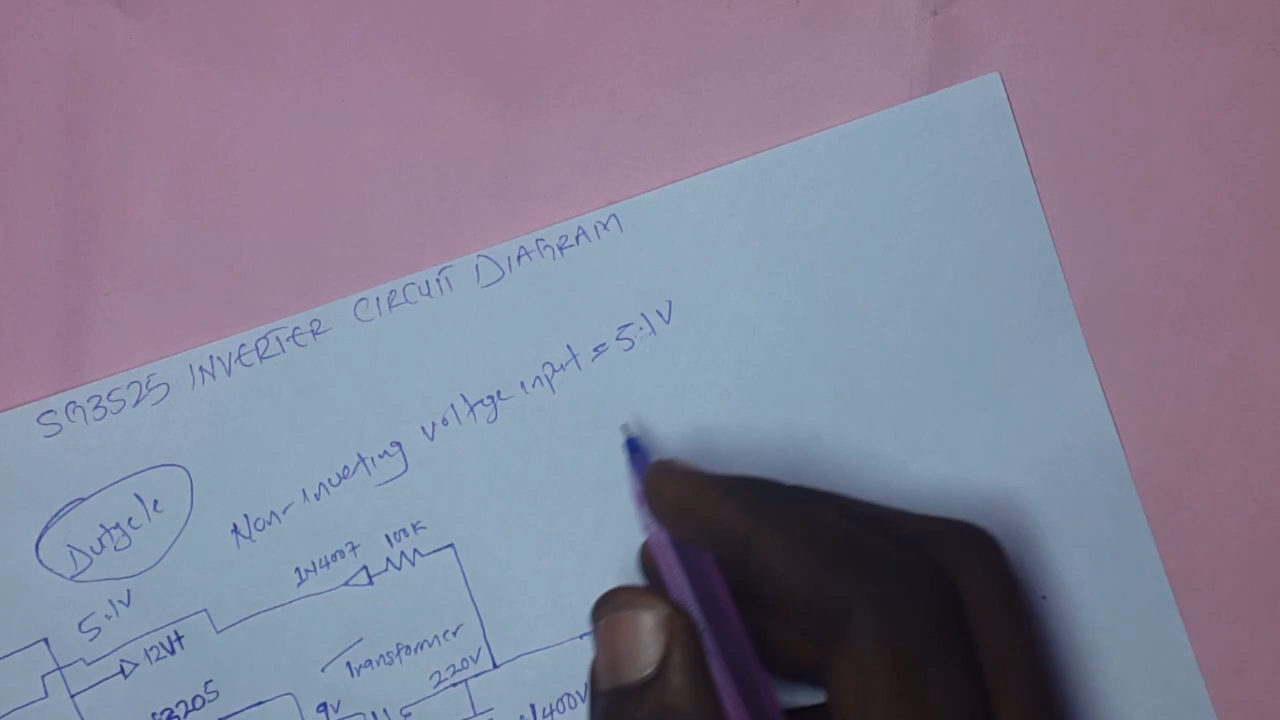 SG3525 INVERTER CIRCUIT DIAGRAM
Non-inverting voltage input = 5.1V
Dutycle
1N4007 100K
5.1V
12V+
Transformer
220V
9V
/400V
3205